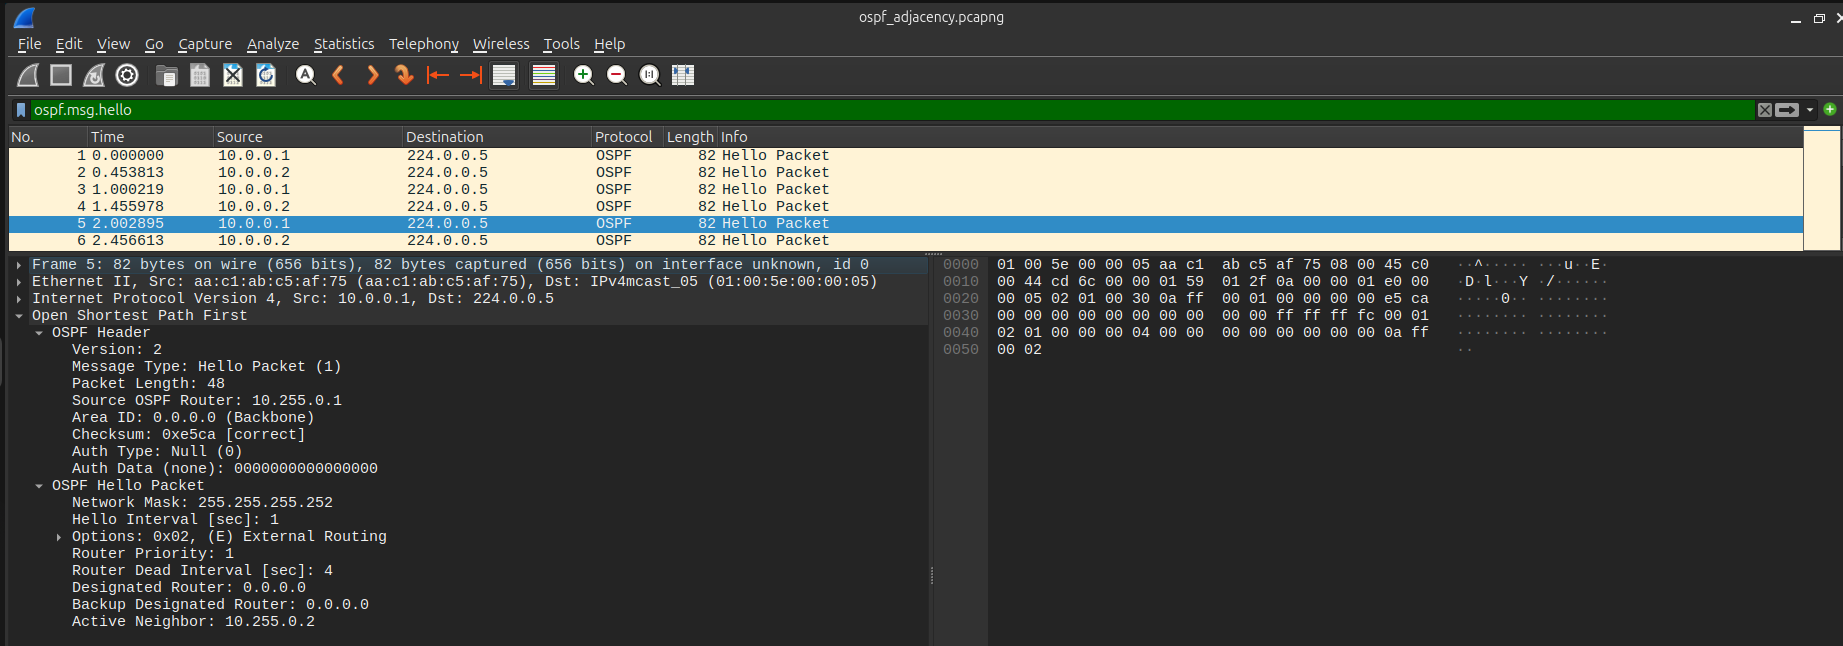 ospf_adjacency.pcapng
File Edit View Go Capture Analyze Statistics Telephony Wireless Tools Help
ospf.msg.hello
No. Time Source Destination Protocol Length Info
1 0.000000 10.0.0.1 224.0.0.5 OSPF 82 Hello Packet
2 0.453813 10.0.0.2 224.0.0.5 OSPF 82 Hello Packet
3 1.000219 10.0.0.1 224.0.0.5 OSPF 82 Hello Packet
4 1.455978 10.0.0.2 224.0.0.5 OSPF 82 Hello Packet
5 2.002895 10.0.0.1 224.0.0.5 OSPF 82 Hello Packet
6 2.456613 10.0.0.2 224.0.0.5 OSPF 82 Hello Packet
Frame 5: 82 bytes on wire (656 bits), 82 bytes captured (656 bits) on interface unknown, id 0
Ethernet II, Src: aa:c1:ab:c5:af:75 (aa:c1:ab:c5:af:75), Dst: IPv4mcast_05 (01:00:5e:00:00:05)
Internet Protocol Version 4, Src: 10.0.0.1, Dst: 224.0.0.5
Open Shortest Path First
OSPF Header
Version: 2
Message Type: Hello Packet (1)
Packet Length: 48
Source OSPF Router: 10.255.0.1
Area ID: 0.0.0.0 (Backbone)
Checksum: 0xe5ca [correct]
Auth Type: Null (0)
Auth Data (none): 0000000000000000
OSPF Hello Packet
Network Mask: 255.255.255.252
Hello Interval [sec]: 1
Options: 0x02, (E) External Routing
Router Priority: 1
Router Dead Interval [sec]: 4
Designated Router: 0.0.0.0
Backup Designated Router: 0.0.0.0
Active Neighbor: 10.255.0.2
0000 01 00 5e 00 00 05 aa c1 ab c5 af 75 08 00 45 c0 ··^····· ···u··E·
0010 00 44 cd 6c 00 00 01 59 01 2f 0a 00 00 01 e0 00 ·D·l···Y ·/······
0020 00 05 02 01 00 30 0a ff 00 01 00 00 00 00 e5 ca ·····0·· ········
0030 00 00 00 00 00 00 00 00 00 00 ff ff ff fc 00 01 ········ ········
0040 02 01 00 00 00 04 00 00 00 00 00 00 00 00 0a ff ········ ········
0050 00 02 ··